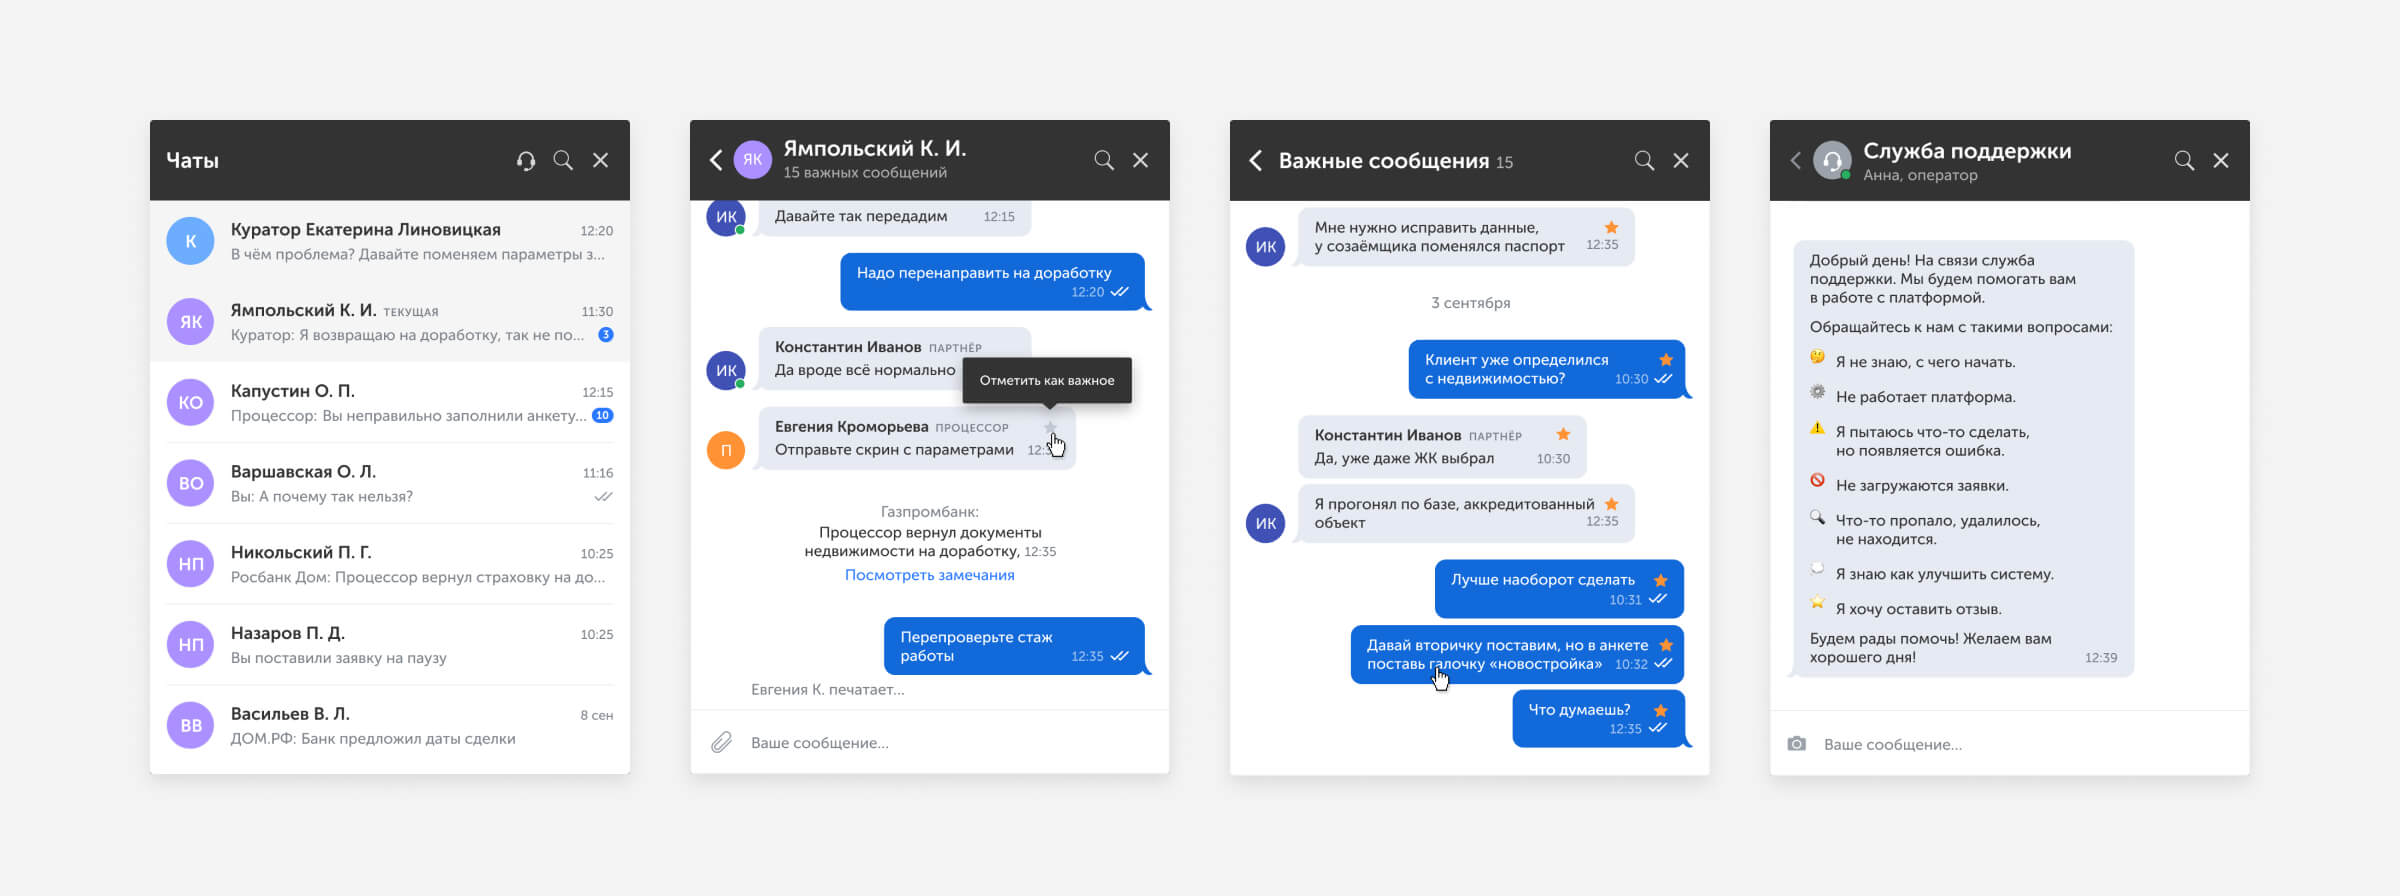 Чаты
К
Куратор Екатерина Линовицкая 12:20
В чём проблема? Давайте поменяем параметры з...
ЯК
Ямпольский К. И. ТЕКУЩАЯ 11:30
Куратор: Я возвращаю на доработку, так не по... 3
КО
Капустин О. П. 12:15
Процессор: Вы неправильно заполнили анкету... 10
ВО
Варшавская О. Л. 11:16
Вы: А почему так нельзя?
НП
Никольский П. Г. 10:25
Росбанк Дом: Процессор вернул страховку на до...
НП
Назаров П. Д. 10:25
Вы поставили заявку на паузу
ВВ
Васильев В. Л. 8 сен
ДОМ.РФ: Банк предложил даты сделки
ЯК
Ямпольский К. И.
15 важных сообщений
ИК
Давайте так передадим 12:15
Надо перенаправить на доработку
12:20
ИК
Константин Иванов ПАРТНЁР
Да вроде всё нормально
Отметить как важное
П
Евгения Кроморьева ПРОЦЕССОР
Отправьте скрин с параметрами
Газпромбанк:
Процессор вернул документы
недвижимости на доработку, 12:35
Посмотреть замечания
Перепроверьте стаж
работы 12:35
Евгения К. печатает...
Ваше сообщение...
Важные сообщения 15
ИК
Мне нужно исправить данные,
у созаёмщика поменялся паспорт 12:35
3 сентября
Клиент уже определился
с недвижимостью? 10:30
Константин Иванов ПАРТНЁР
Да, уже даже ЖК выбрал 10:30
ИК
Я прогонял по базе, аккредитованный
объект 12:35
Лучше наоборот сделать
10:31
Давай вторичку поставим, но в анкете
поставь галочку «новостройка» 10:32
Что думаешь?
12:35
Служба поддержки
Анна, оператор
Добрый день! На связи служба
поддержки. Мы будем помогать вам
в работе с платформой.
Обращайтесь к нам с такими вопросами:
Я не знаю, с чего начать.
Не работает платформа.
Я пытаюсь что-то сделать,
но появляется ошибка.
Не загружаются заявки.
Что-то пропало, удалилось,
не находится.
Я знаю как улучшить систему.
Я хочу оставить отзыв.
Будем рады помочь! Желаем вам
хорошего дня! 12:39
Ваше сообщение...